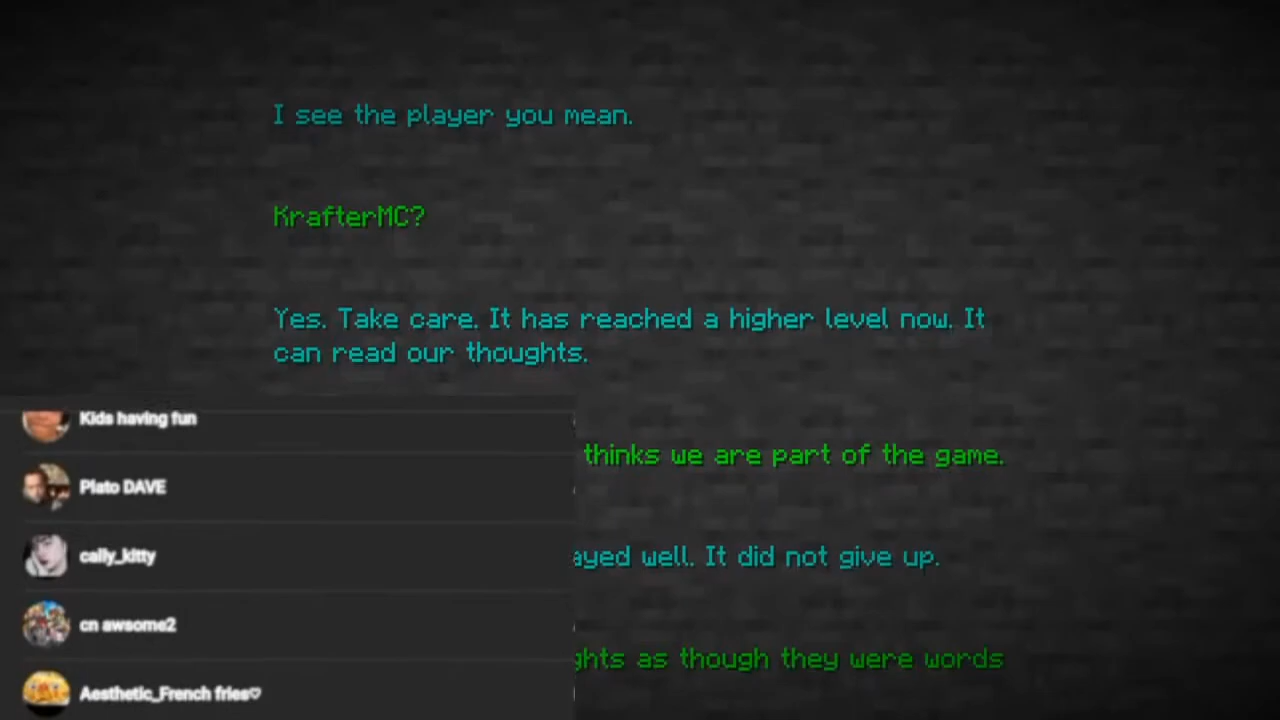 I see the player you mean.
KrafterMC?
Yes. Take care. It has reached a higher level now. It
can read our thoughts.
Kids having fun
thinks we are part of the game.
Plato DAVE
ayed well. It did not give up.
cally_kitty
cn awsome2
ghts as though they were words
Aesthetic_French fries♡